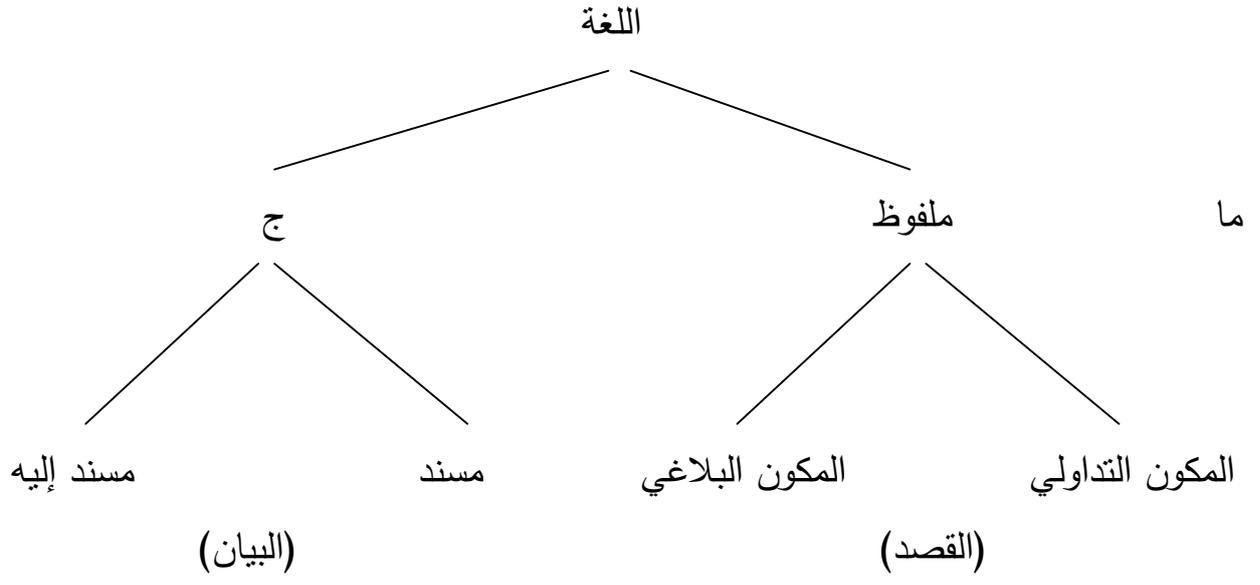 اللغة
ما ملفوظ ج
المكون التداولي المكون البلاغي مسند مسند إليه
(القصد) (البيان)